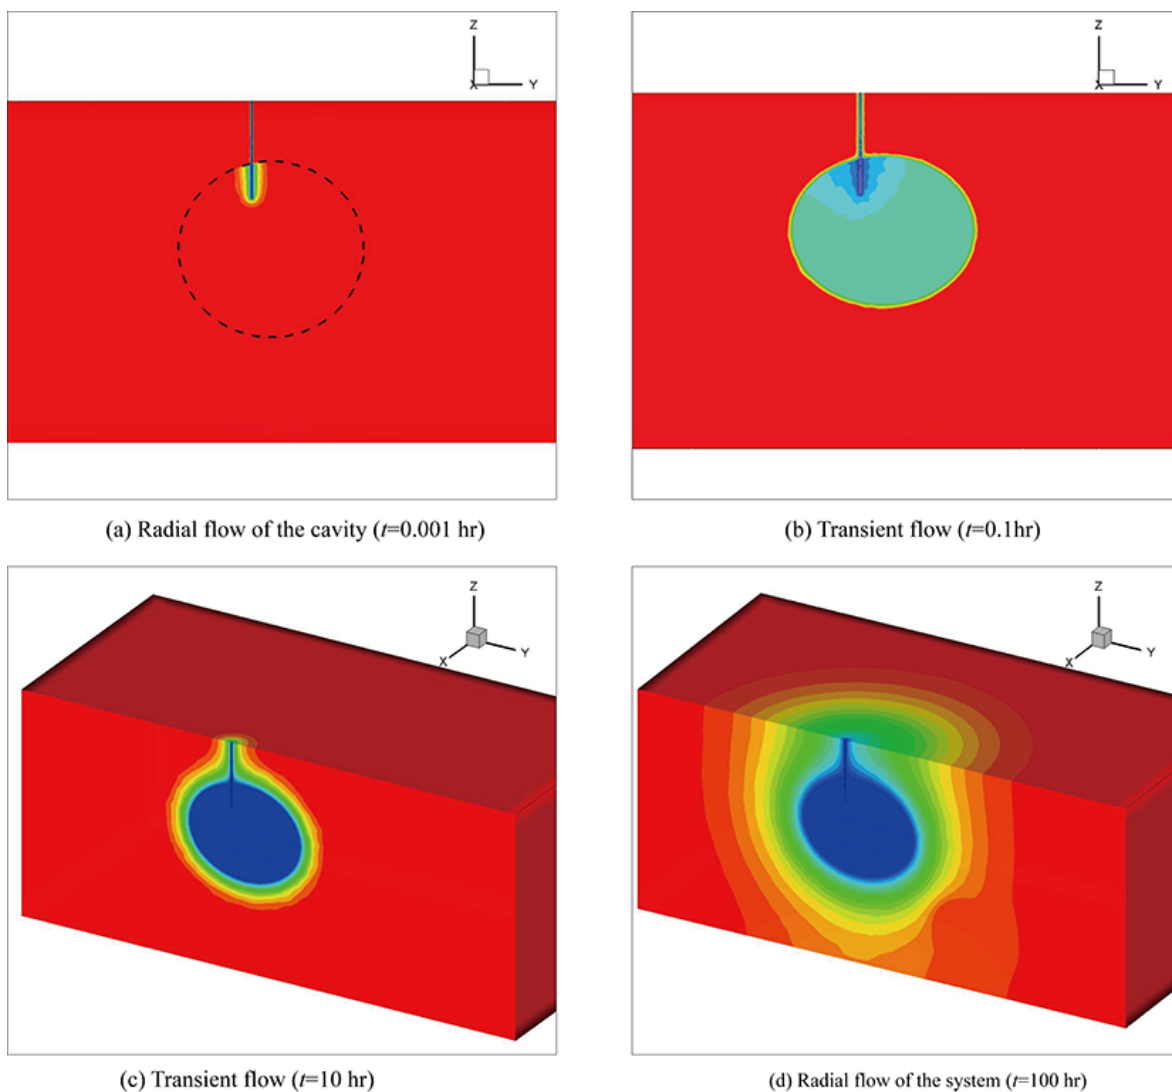 Z
X Y
Z
X Y
(a) Radial flow of the cavity (t=0.001 hr)
(b) Transient flow (t=0.1hr)
Z
X Y
Z
X Y
(c) Transient flow (t=10 hr)
(d) Radial flow of the system (t=100 hr)